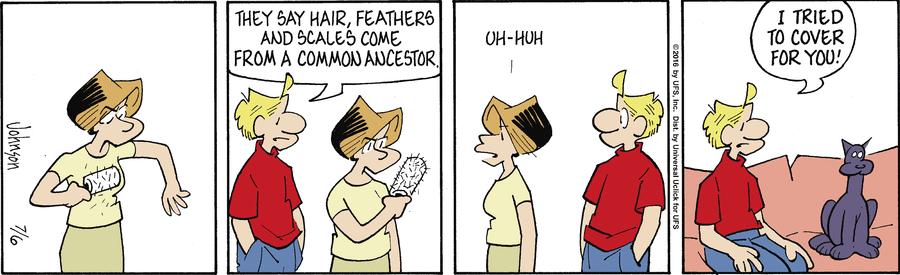 Johnson
7/6
THEY SAY HAIR, FEATHERS
AND SCALES COME
FROM A COMMON ANCESTOR.
UH-HUH
©2016 by UFS, Inc. Dist. by Universal Uclick for UFS
I TRIED
TO COVER
FOR YOU!